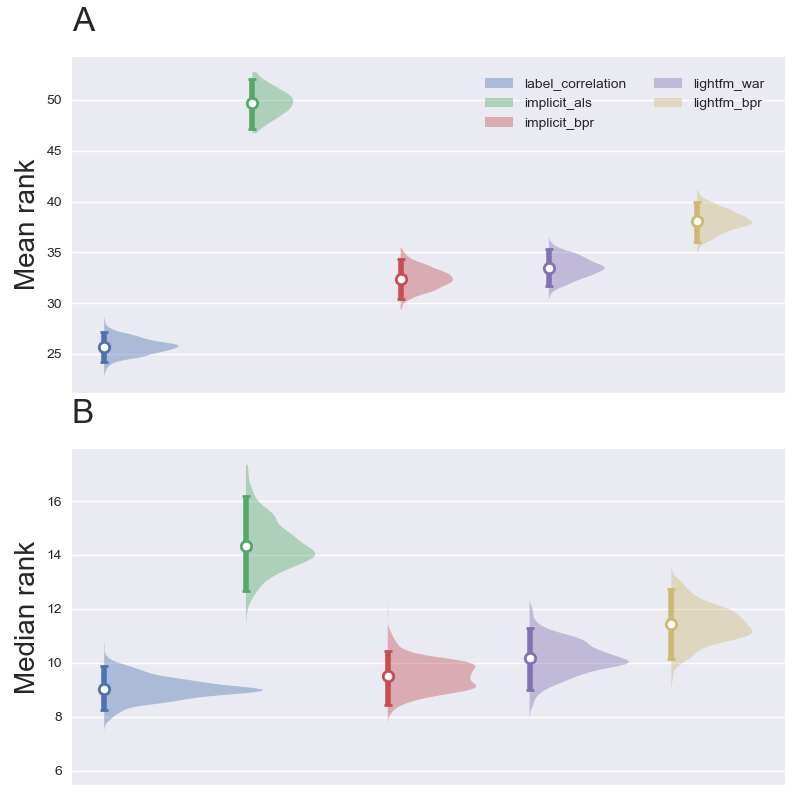 A
Mean rank
50
45
40
35
30
25
label_correlation
implicit_als
implicit_bpr
lightfm_war
lightfm_bpr
B
Median rank
16
14
12
10
8
6